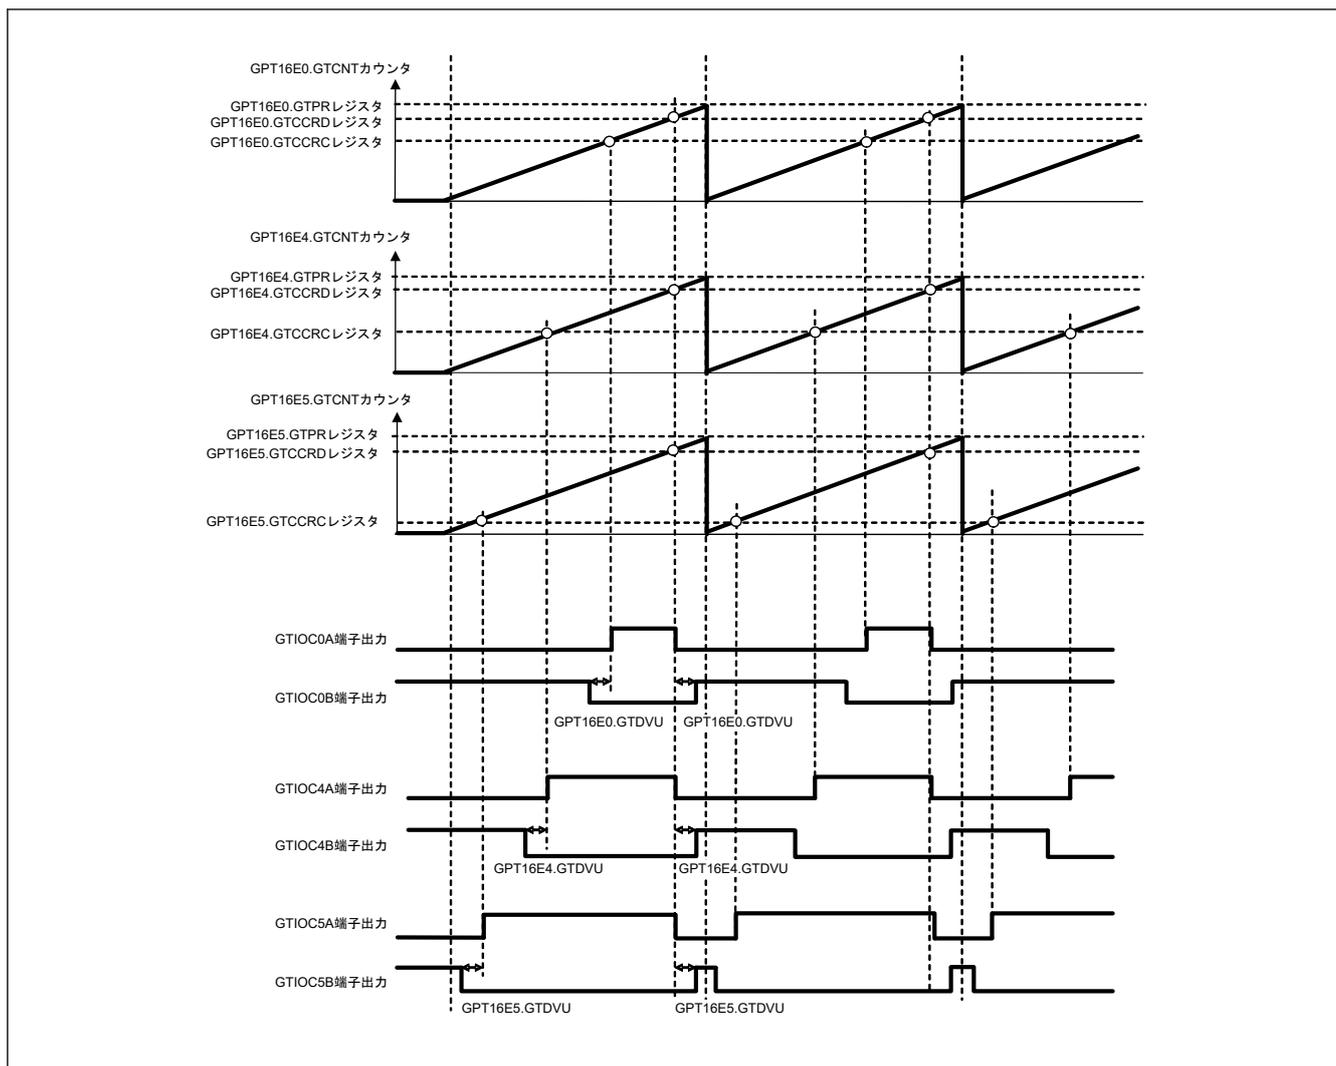 GPT16E0.GTCNTカウンタ
GPT16E0.GTPRレジスタ
GPT16E0.GTCCRDレジスタ
GPT16E0.GTCCRCレジスタ
GPT16E4.GTCNTカウンタ
GPT16E4.GTPRレジスタ
GPT16E4.GTCCRDレジスタ
GPT16E4.GTCCRCレジスタ
GPT16E5.GTCNTカウンタ
GPT16E5.GTPRレジスタ
GPT16E5.GTCCRDレジスタ
GPT16E5.GTCCRCレジスタ
GTIOC0A端子出力
GTIOC0B端子出力
GPT16E0.GTDVU GPT16E0.GTDVU
GTIOC4A端子出力
GTIOC4B端子出力
GPT16E4.GTDVU GPT16E4.GTDVU
GTIOC5A端子出力
GTIOC5B端子出力
GPT16E5.GTDVU GPT16E5.GTDVU